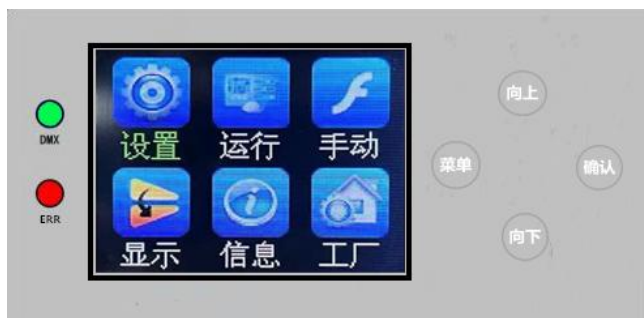 向上
DMX
设置 运行 手动
菜单
确认
ERR
向下
显示 信息 工厂